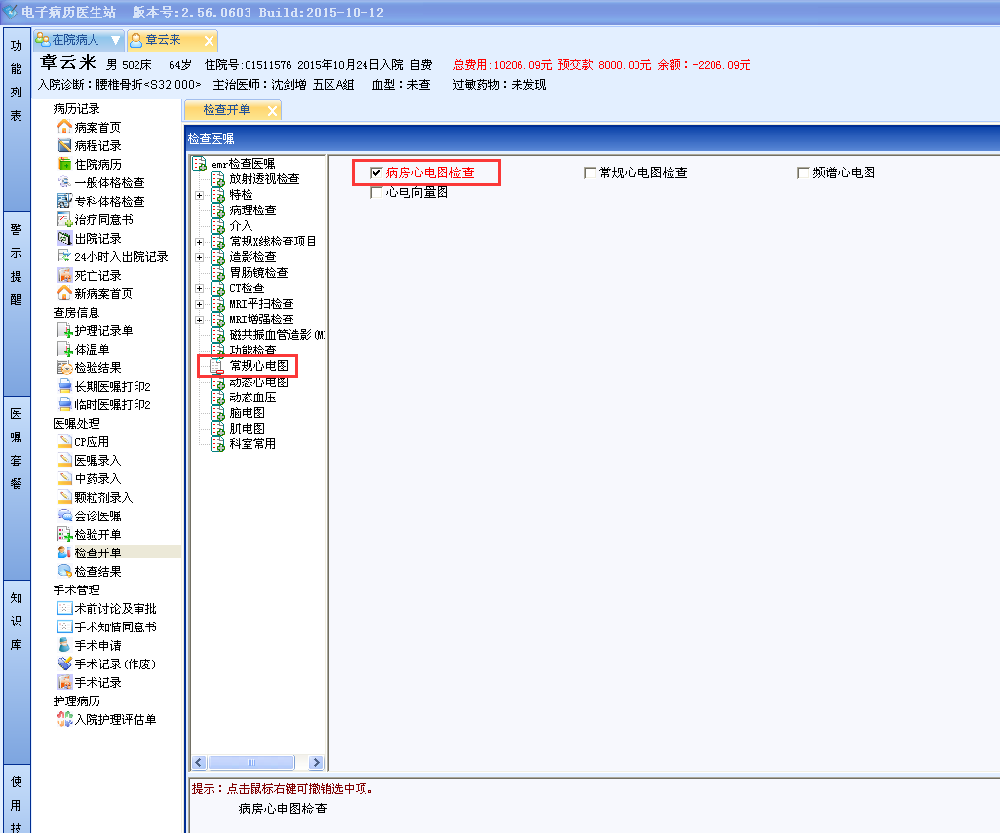 电子病历医生站 版本号:2.56.0603 Build:2015-10-12
功能列表
警示提醒
医嘱套餐
知识库
使用技
在院病人
章云来
章云来 男 502床 64岁 住院号:01511576 2015年10月24日入院 自费 总费用:10206.09元 预交款:8000.00元 余额：-2206.09元
入院诊断：腰椎骨折<S32.000> 主治医师：沈剑增 五区A组 血型：未查 过敏药物：未发现
病历记录
病案首页
病程记录
住院病历
一般体格检查
专科体格检查
治疗同意书
出院记录
24小时入出院记录
死亡记录
新病案首页
查房信息
护理记录单
体温单
检验结果
长期医嘱打印2
临时医嘱打印2
医嘱处理
CP应用
医嘱录入
中药录入
颗粒剂录入
会诊医嘱
检验开单
检查开单
检查结果
手术管理
术前讨论及审批
手术知情同意书
手术申请
手术记录(作废)
手术记录
护理病历
入院护理评估单
检查开单
检查医嘱
emr检查医嘱
放射透视检查
特检
病理检查
介入
常规X线检查项目
造影检查
胃肠镜检查
CT检查
MRI平扫检查
MRI增强检查
磁共振血管造影(M
功能检查
常规心电图
动态心电图
动态血压
脑电图
肌电图
科室常用
病房心电图检查 常规心电图检查 频谱心电图
心电向量图
提示：点击鼠标右键可撤销选中项。
病房心电图检查